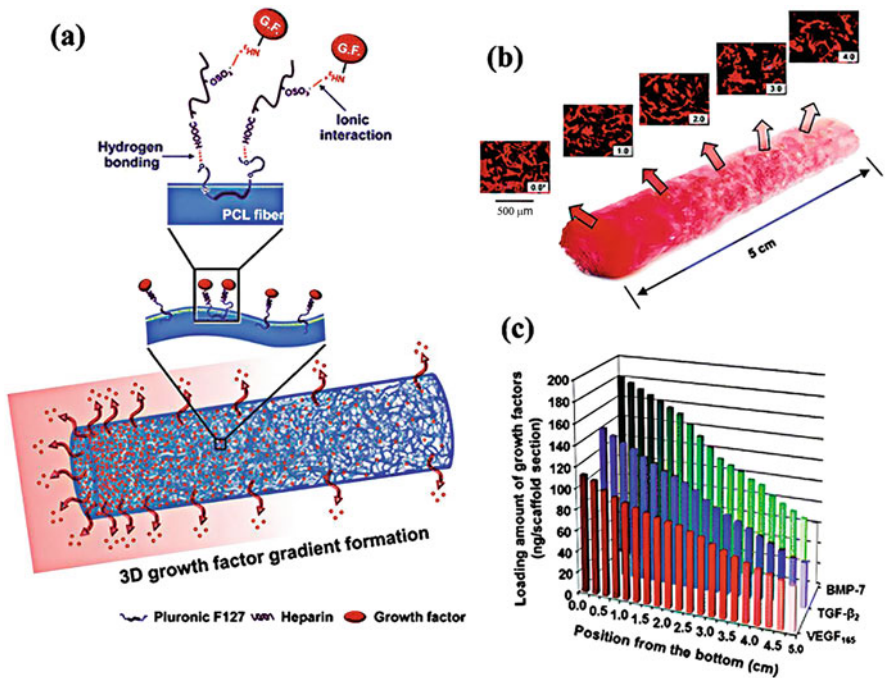 (a)
G.F.
G.F.
OSO₃⁻
OSO₃⁻
HOOC
HOOC
Ionic
interaction
Hydrogen
bonding
PCL fiber
3D growth factor gradient formation
Pluronic F127
Heparin
Growth factor
(b)
0.0*
1.0
2.0
3.0
4.0
500 μm
5 cm
(c)
Loading amount of growth factors
(ng/scaffold section)
200
180
160
140
120
100
80
60
40
20
0
0.0 0.5 1.0 1.5 2.0 2.5 3.0 3.5 4.0 4.5 5.0
Position from the bottom (cm)
BMP-7
TGF-β₂
VEGF₁₆₅